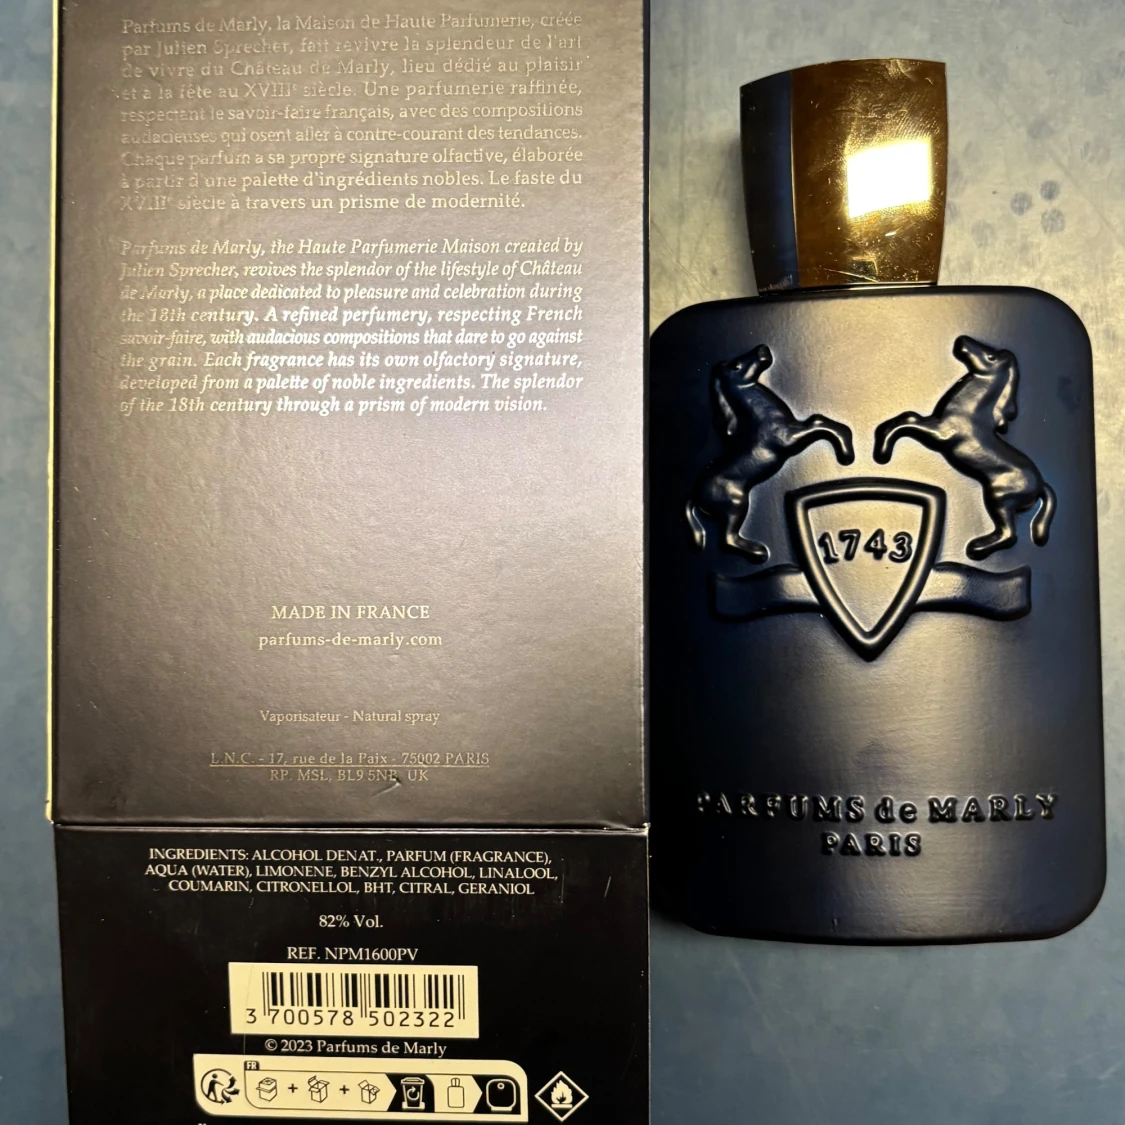 Parfums de Marly, la Maison de Haute Parfumerie, créée
par Julien Sprecher, fait revivre la splendeur de l'art
de vivre du Château de Marly, lieu dédié au plaisir
et à la fête au XVIIIe siècle. Une parfumerie raffinée,
respectant le savoir-faire français, avec des compositions
audacieuses qui osent aller à contre-courant des tendances.
Chaque parfum a sa propre signature olfactive, élaborée
à partir d'une palette d'ingrédients nobles. Le faste du
XVIIIe siècle à travers un prisme de modernité.
Parfums de Marly, the Haute Parfumerie Maison created by
Julien Sprecher, revives the splendor of the lifestyle of Château
de Marly, a place dedicated to pleasure and celebration during
the 18th century. A refined perfumery, respecting French
savoir-faire, with audacious compositions that dare to go against
the grain. Each fragrance has its own olfactory signature,
developed from a palette of noble ingredients. The splendor
of the 18th century through a prism of modern vision.
MADE IN FRANCE
parfums-de-marly.com
Vaporisateur - Natural spray
L.N.C. - 17, rue de la Paix - 75002 PARIS
RP. MSL, BL9 5NR, UK
INGREDIENTS: ALCOHOL DENAT., PARFUM (FRAGRANCE),
AQUA (WATER), LIMONENE, BENZYL ALCOHOL, LINALOOL,
COUMARIN, CITRONELLOL, BHT, CITRAL, GERANIOL
82% Vol.
REF. NPM1600PV
3 700578 502322
© 2023 Parfums de Marly
FR
1743
PARFUMS de MARLY
PARIS